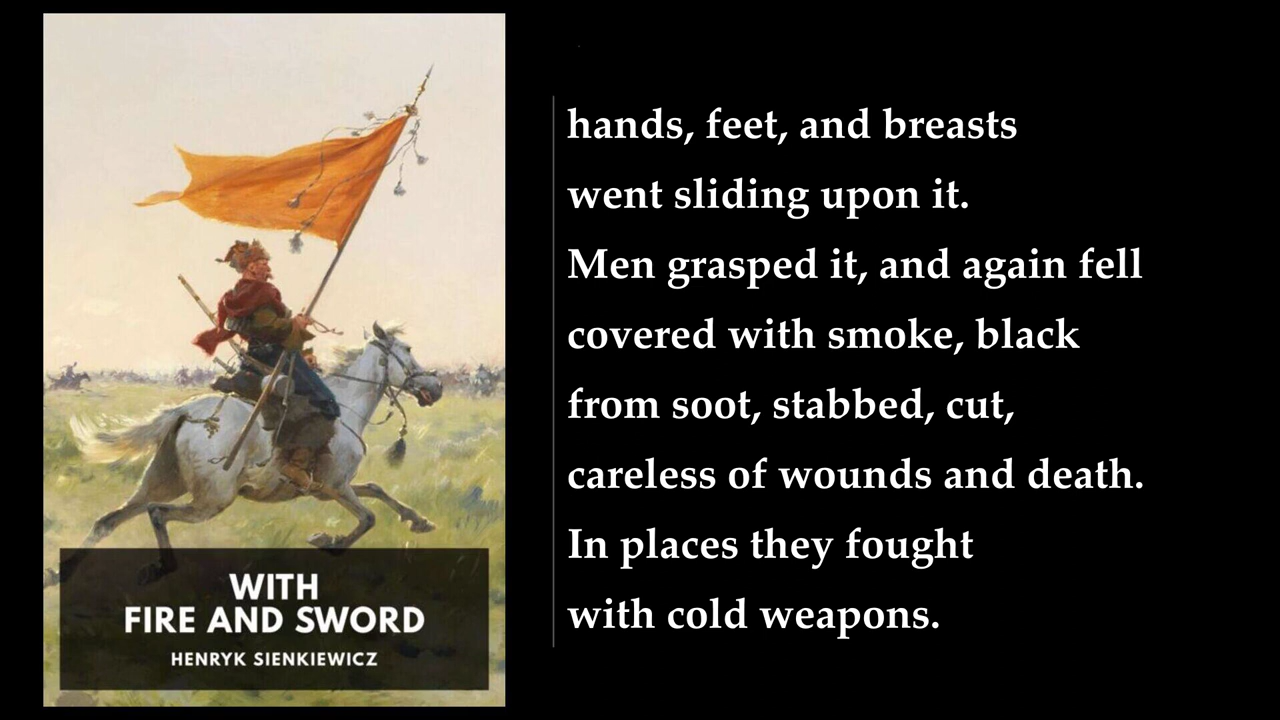 WITH
FIRE AND SWORD
HENRYK SIENKIEWICZ
hands, feet, and breasts
went sliding upon it.
Men grasped it, and again fell
covered with smoke, black
from soot, stabbed, cut,
careless of wounds and death.
In places they fought
with cold weapons.